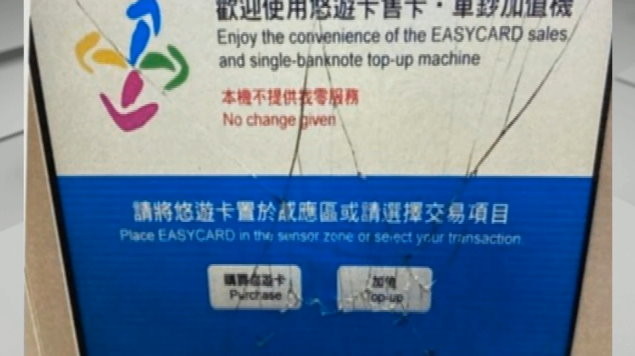 歡迎使用悠遊卡售卡・單鈔加值機
Enjoy the convenience of the EASYCARD sales
and single-banknote top-up machine
本機不提供找零服務
No change given
請將悠遊卡置於感應區或請選擇交易項目
Place EASYCARD in the sensor zone or select your transaction.
購買悠遊卡
Purchase
加值
Top-up